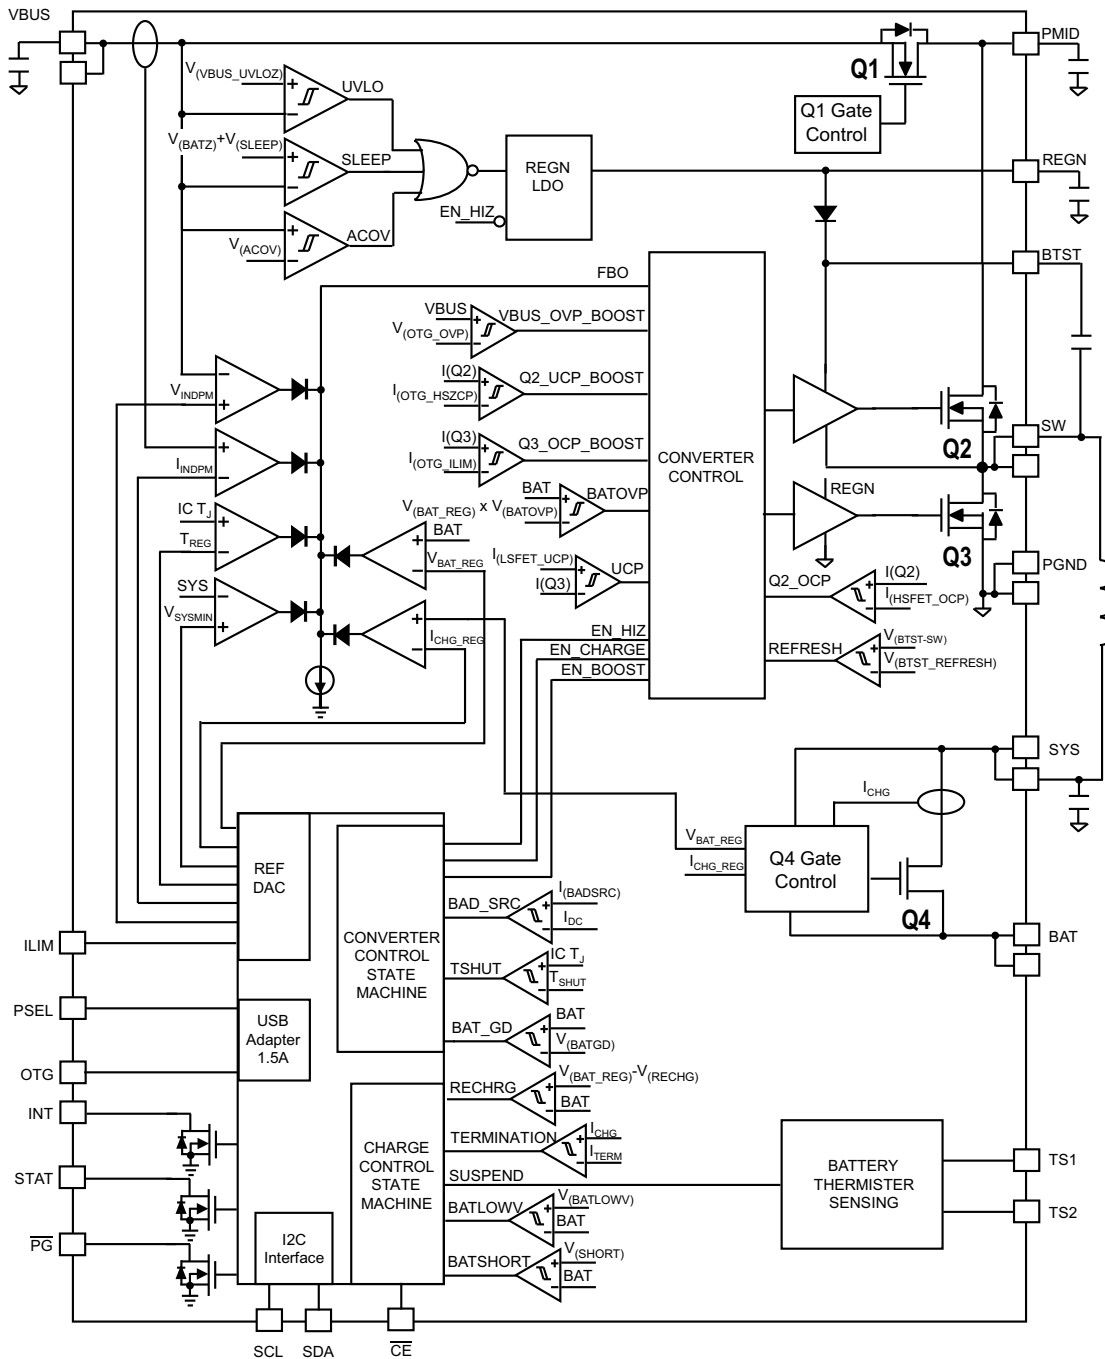 VBUS
PMID
Q1
V(VBUS_UVLOZ)
UVLO
Q1 Gate
Control
V(BATZ)+V(SLEEP)
SLEEP
REGN
LDO
REGN
EN_HIZ
ACOV
V(ACOV)
BTST
FBO
VBUS
V(OTG_OVP)
VBUS_OVP_BOOST
I(Q2)
I(OTG_HSZCP)
Q2_UCP_BOOST
VINDPM
Q2
SW
I(Q3)
I(OTG_ILIM)
Q3_OCP_BOOST
CONVERTER
CONTROL
IINDPM
BAT
BATOVP
V(BAT_REG) x V(BATOVP)
REGN
Q3
IC TJ
TREG
BAT
VBAT_REG
I(LSFET_UCP)
I(Q3)
UCP
Q2_OCP
I(Q2)
I(HSFET_OCP)
PGND
SYS
VSYSMIN
ICHG_REG
EN_HIZ
EN_CHARGE
EN_BOOST
REFRESH
V(BTST-SW)
V(BTST_REFRESH)
SYS
ICHG
VBAT_REG
ICHG_REG
Q4 Gate
Control
Q4
BAT
REF
DAC
CONVERTER
CONTROL
STATE
MACHINE
BAD_SRC
I(BADSRC)
IDC
ILIM
TSHUT
IC TJ
TSHUT
PSEL
USB
Adapter
1.5A
BAT_GD
BAT
V(BATGD)
OTG
RECHRG
V(BAT_REG)-V(RECHG)
BAT
INT
CHARGE
CONTROL
STATE
MACHINE
TERMINATION
ICHG
ITERM
SUSPEND
BATTERY
THERMISTER
SENSING
TS1
TS2
STAT
BATLOWV
V(BATLOWV)
BAT
PG
I2C
Interface
BATSHORT
V(SHORT)
BAT
SCL
SDA
CE